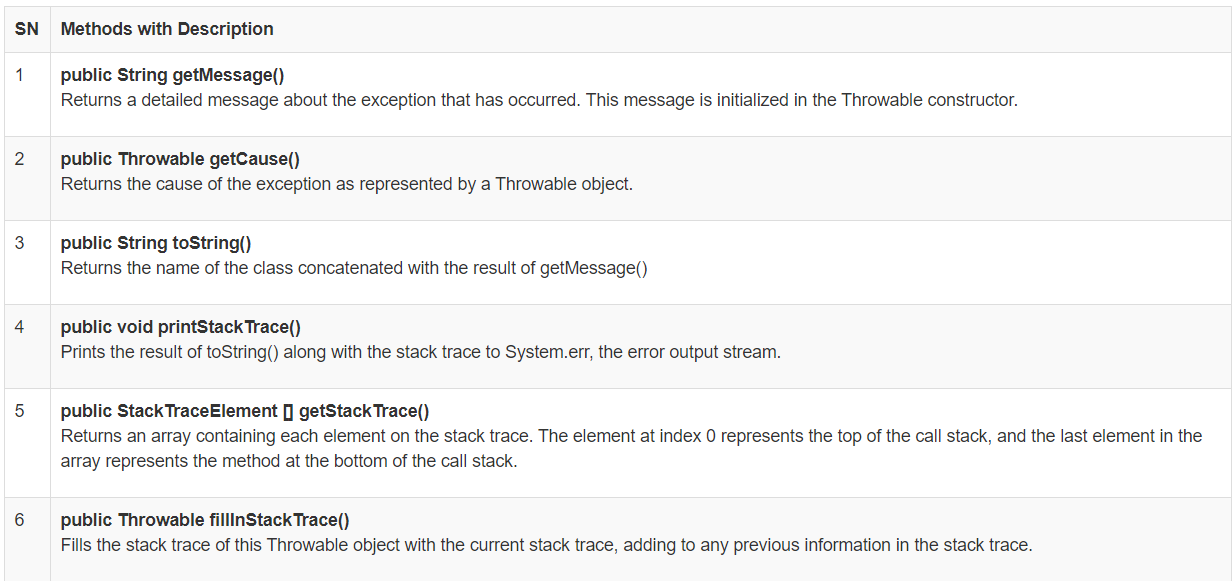 SN Methods with Description
1 public String getMessage()
Returns a detailed message about the exception that has occurred. This message is initialized in the Throwable constructor.
2 public Throwable getCause()
Returns the cause of the exception as represented by a Throwable object.
3 public String toString()
Returns the name of the class concatenated with the result of getMessage()
4 public void printStackTrace()
Prints the result of toString() along with the stack trace to System.err, the error output stream.
5 public StackTraceElement [] getStackTrace()
Returns an array containing each element on the stack trace. The element at index 0 represents the top of the call stack, and the last element in the
array represents the method at the bottom of the call stack.
6 public Throwable fillInStackTrace()
Fills the stack trace of this Throwable object with the current stack trace, adding to any previous information in the stack trace.